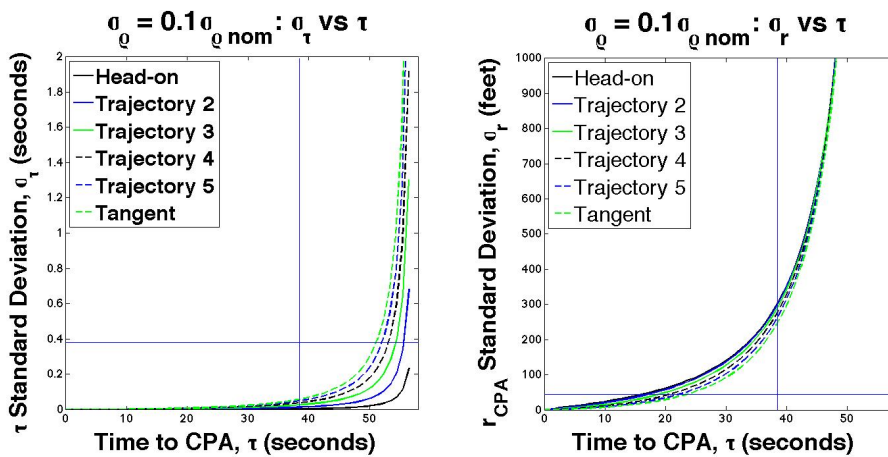 σ_ϱ = 0.1σ_ϱ nom : σ_τ vs τ
τ Standard Deviation, σ_τ (seconds)
2
1.8
1.6
1.4
1.2
1
0.8
0.6
0.4
0.2
0
Head-on
Trajectory 2
Trajectory 3
Trajectory 4
Trajectory 5
Tangent
0 10 20 30 40 50
Time to CPA, τ (seconds)
σ_ϱ = 0.1σ_ϱ nom : σ_r vs τ
r_CPA Standard Deviation, σ_r (feet)
1000
900
800
700
600
500
400
300
200
100
0
Head-on
Trajectory 2
Trajectory 3
Trajectory 4
Trajectory 5
Tangent
0 10 20 30 40 50
Time to CPA, τ (seconds)